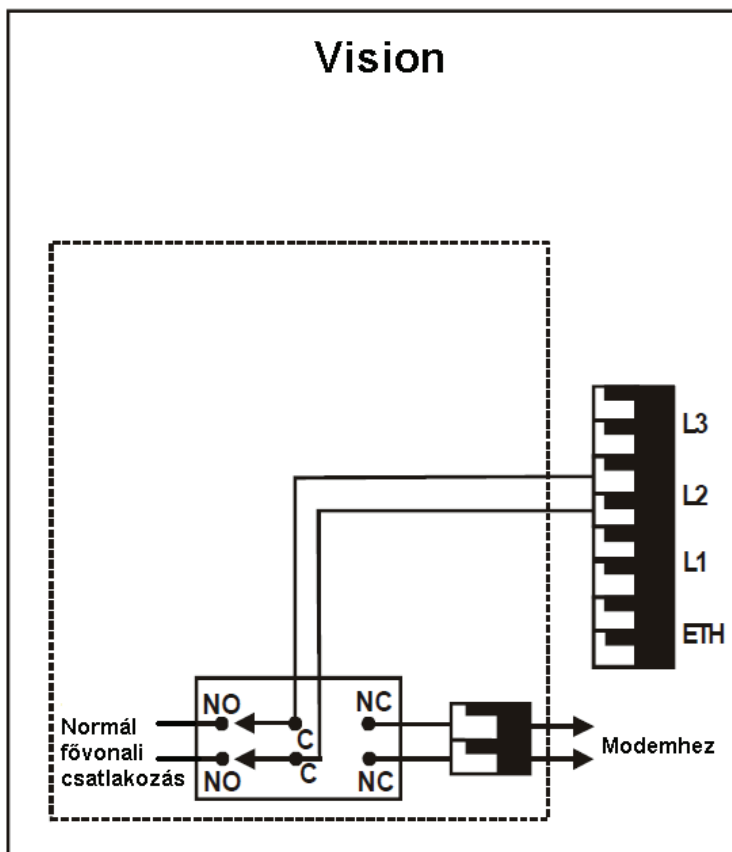 Vision
L3
L2
L1
ETH
NO
NC
Normál
fővonali
csatlakozás
C
C
NO
NC
Modemhez